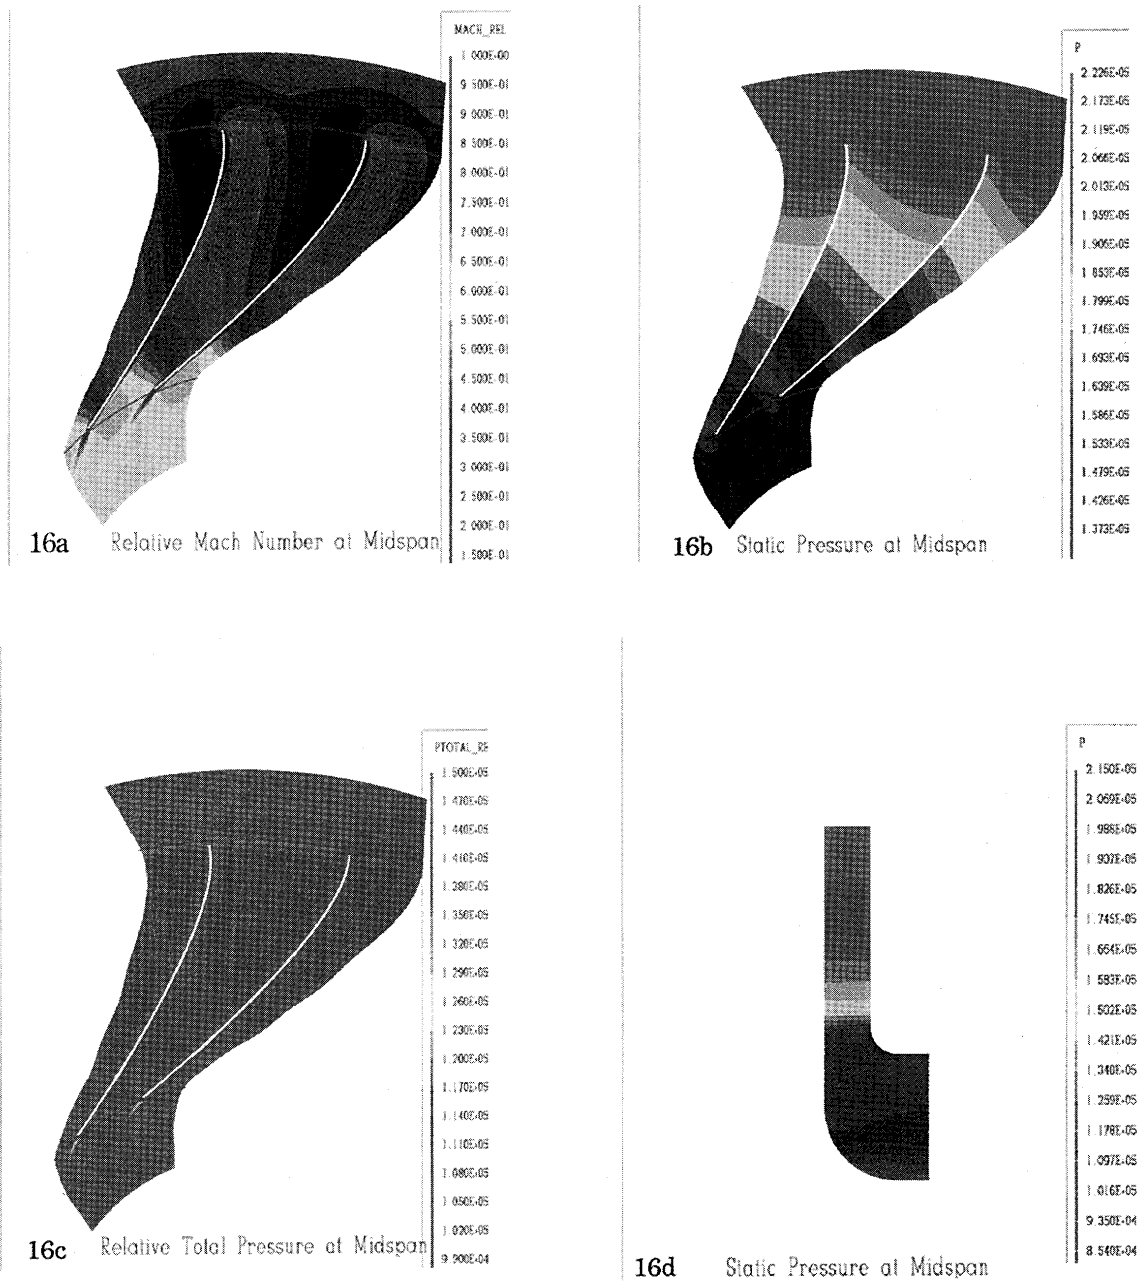 MACH_REL
1 000E-00
9 500E-01
9 000E-01
8 500E-01
8 000E-01
7.500E-01
7 000E-01
6 500E-01
6 000E-01
5 500E-01
5 000E-01
4 500E-01
4 000E-01
3 500E-01
3 000E-01
2 500E-01
2 000E-01
1 500E-01
16a Relative Mach Number at Midspan
P
2.226E-05
2.173E-05
2.119E-05
2.066E-05
2.013E-05
1.959E-05
1.906E-05
1 853E-05
1.799E-05
1.746E-05
1.693E-05
1.639E-05
1.586E-05
1.533E-05
1.479E-05
1.426E-05
1.373E-05
16b Static Pressure at Midspan
PTOTAL_RE
1.500E-05
1.470E-05
1 440E-05
1 410E-05
1.380E-05
1 350E-05
1 320E-05
1 290E-05
1 260E-05
1 230E-05
1.200E-05
1.170E-05
1 140E-05
1 110E-05
1 080E-05
1 050E-05
1 020E-05
9 900E-04
16c Relative Total Pressure at Midspan
P
2.150E-05
2 069E-05
1 988E-05
1 907E-05
1.826E-05
1.745E-05
1.664E-05
1 583E-05
1.502E-05
1.421E-05
1.340E-05
1.259E-05
1 178E-05
1.097E-05
1 016E-05
9.350E-04
8 540E-04
16d Static Pressure at Midspan